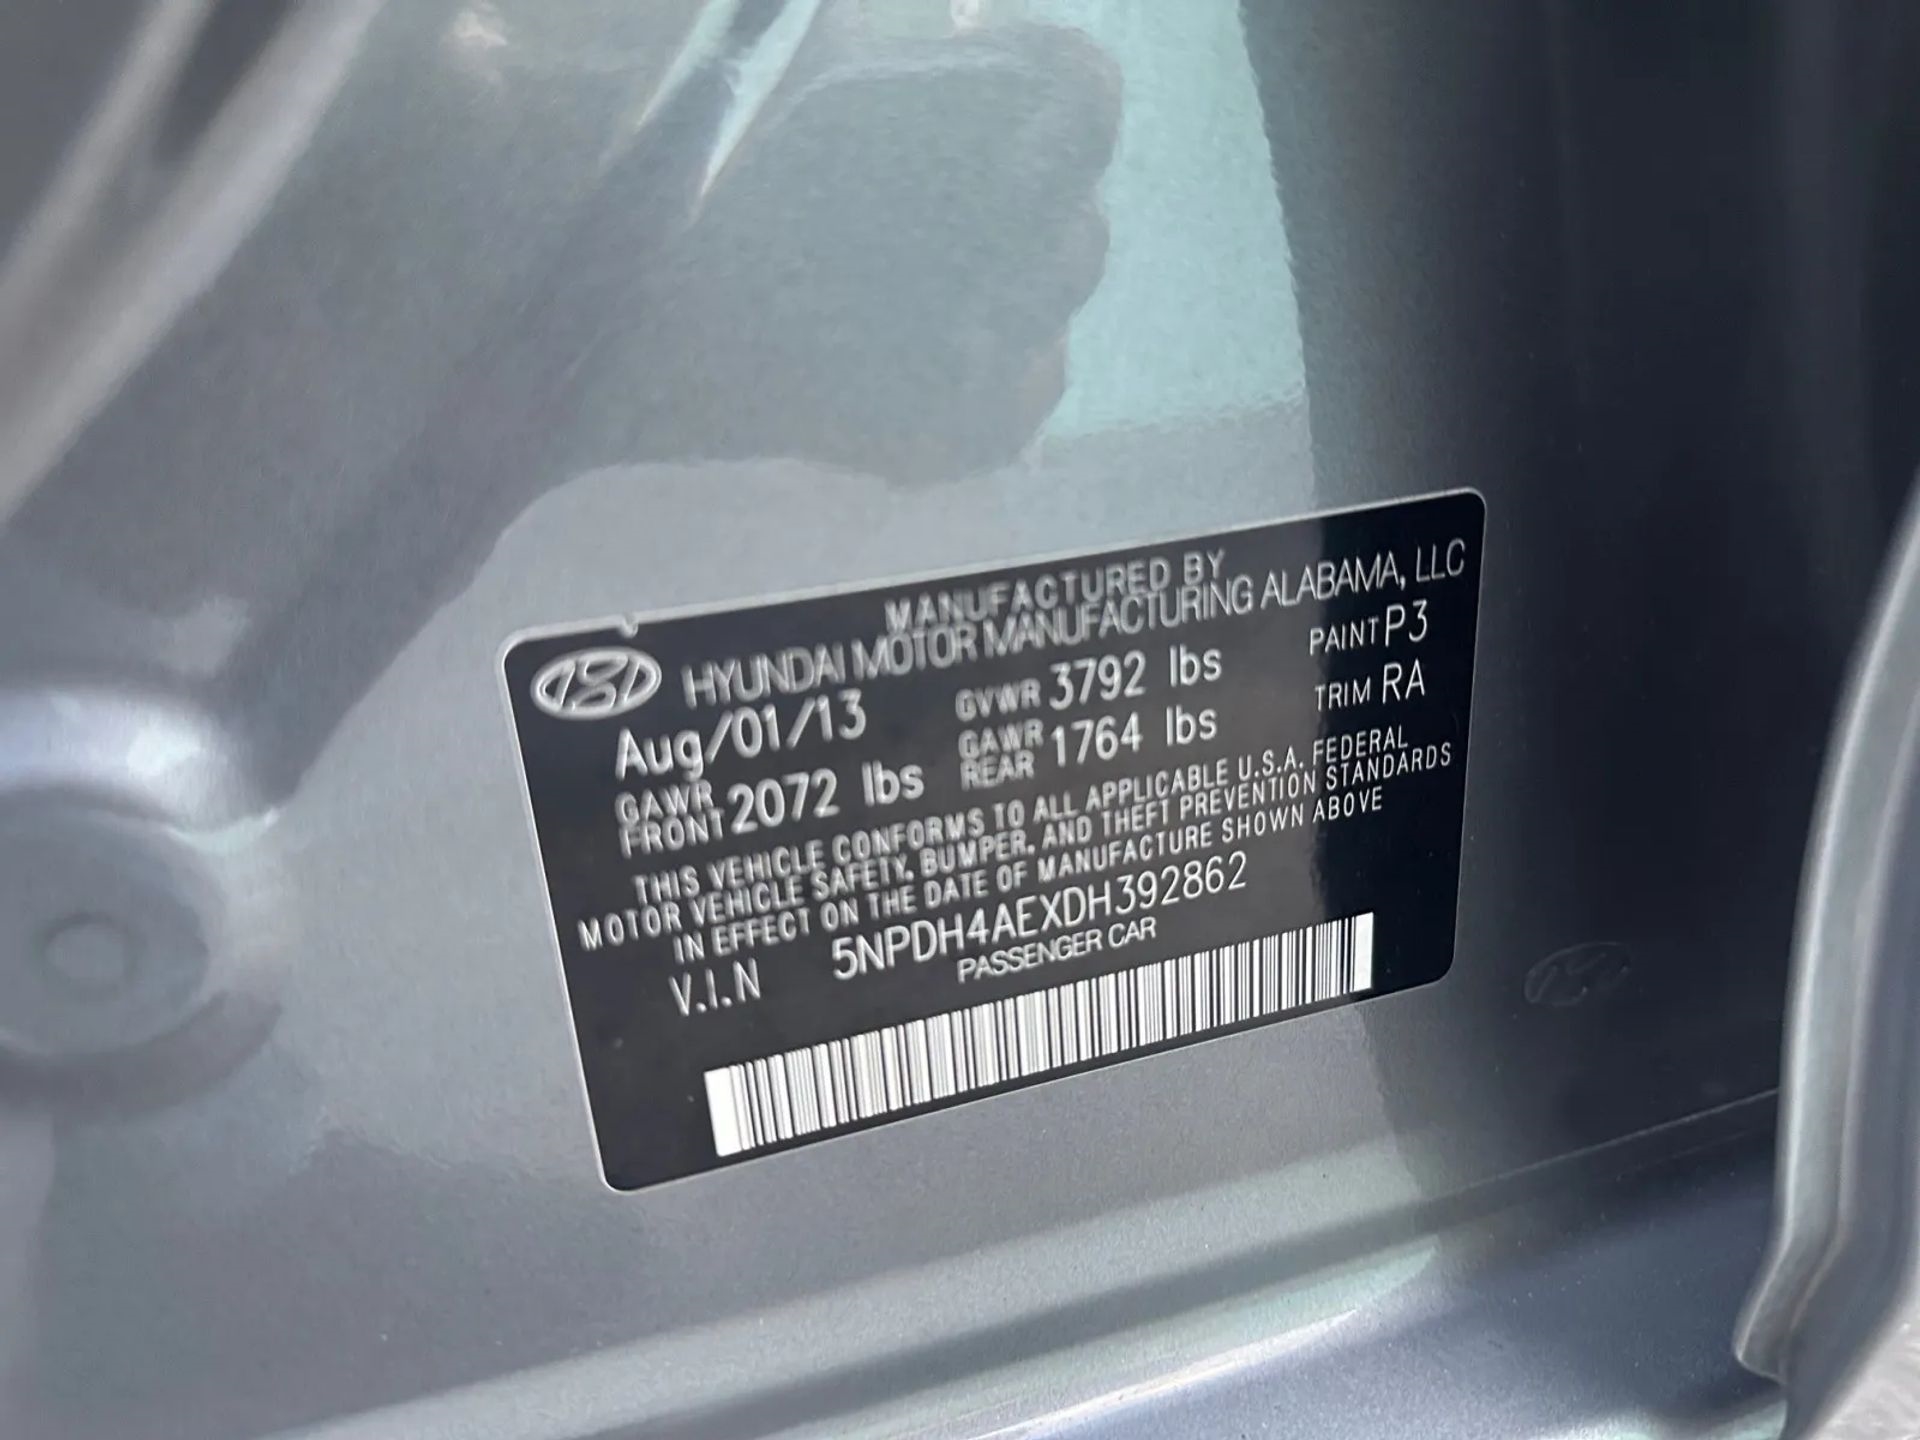 MANUFACTURED BY
HYUNDAI MOTOR MANUFACTURING ALABAMA, LLC
Aug/01/13 GVWR 3792 lbs PAINT P3
GAWR FRONT 2072 lbs GAWR REAR 1764 lbs TRIM RA
THIS VEHICLE CONFORMS TO ALL APPLICABLE U.S.A. FEDERAL
MOTOR VEHICLE SAFETY, BUMPER, AND THEFT PREVENTION STANDARDS
IN EFFECT ON THE DATE OF MANUFACTURE SHOWN ABOVE
V.I.N 5NPDH4AEXDH392862
PASSENGER CAR